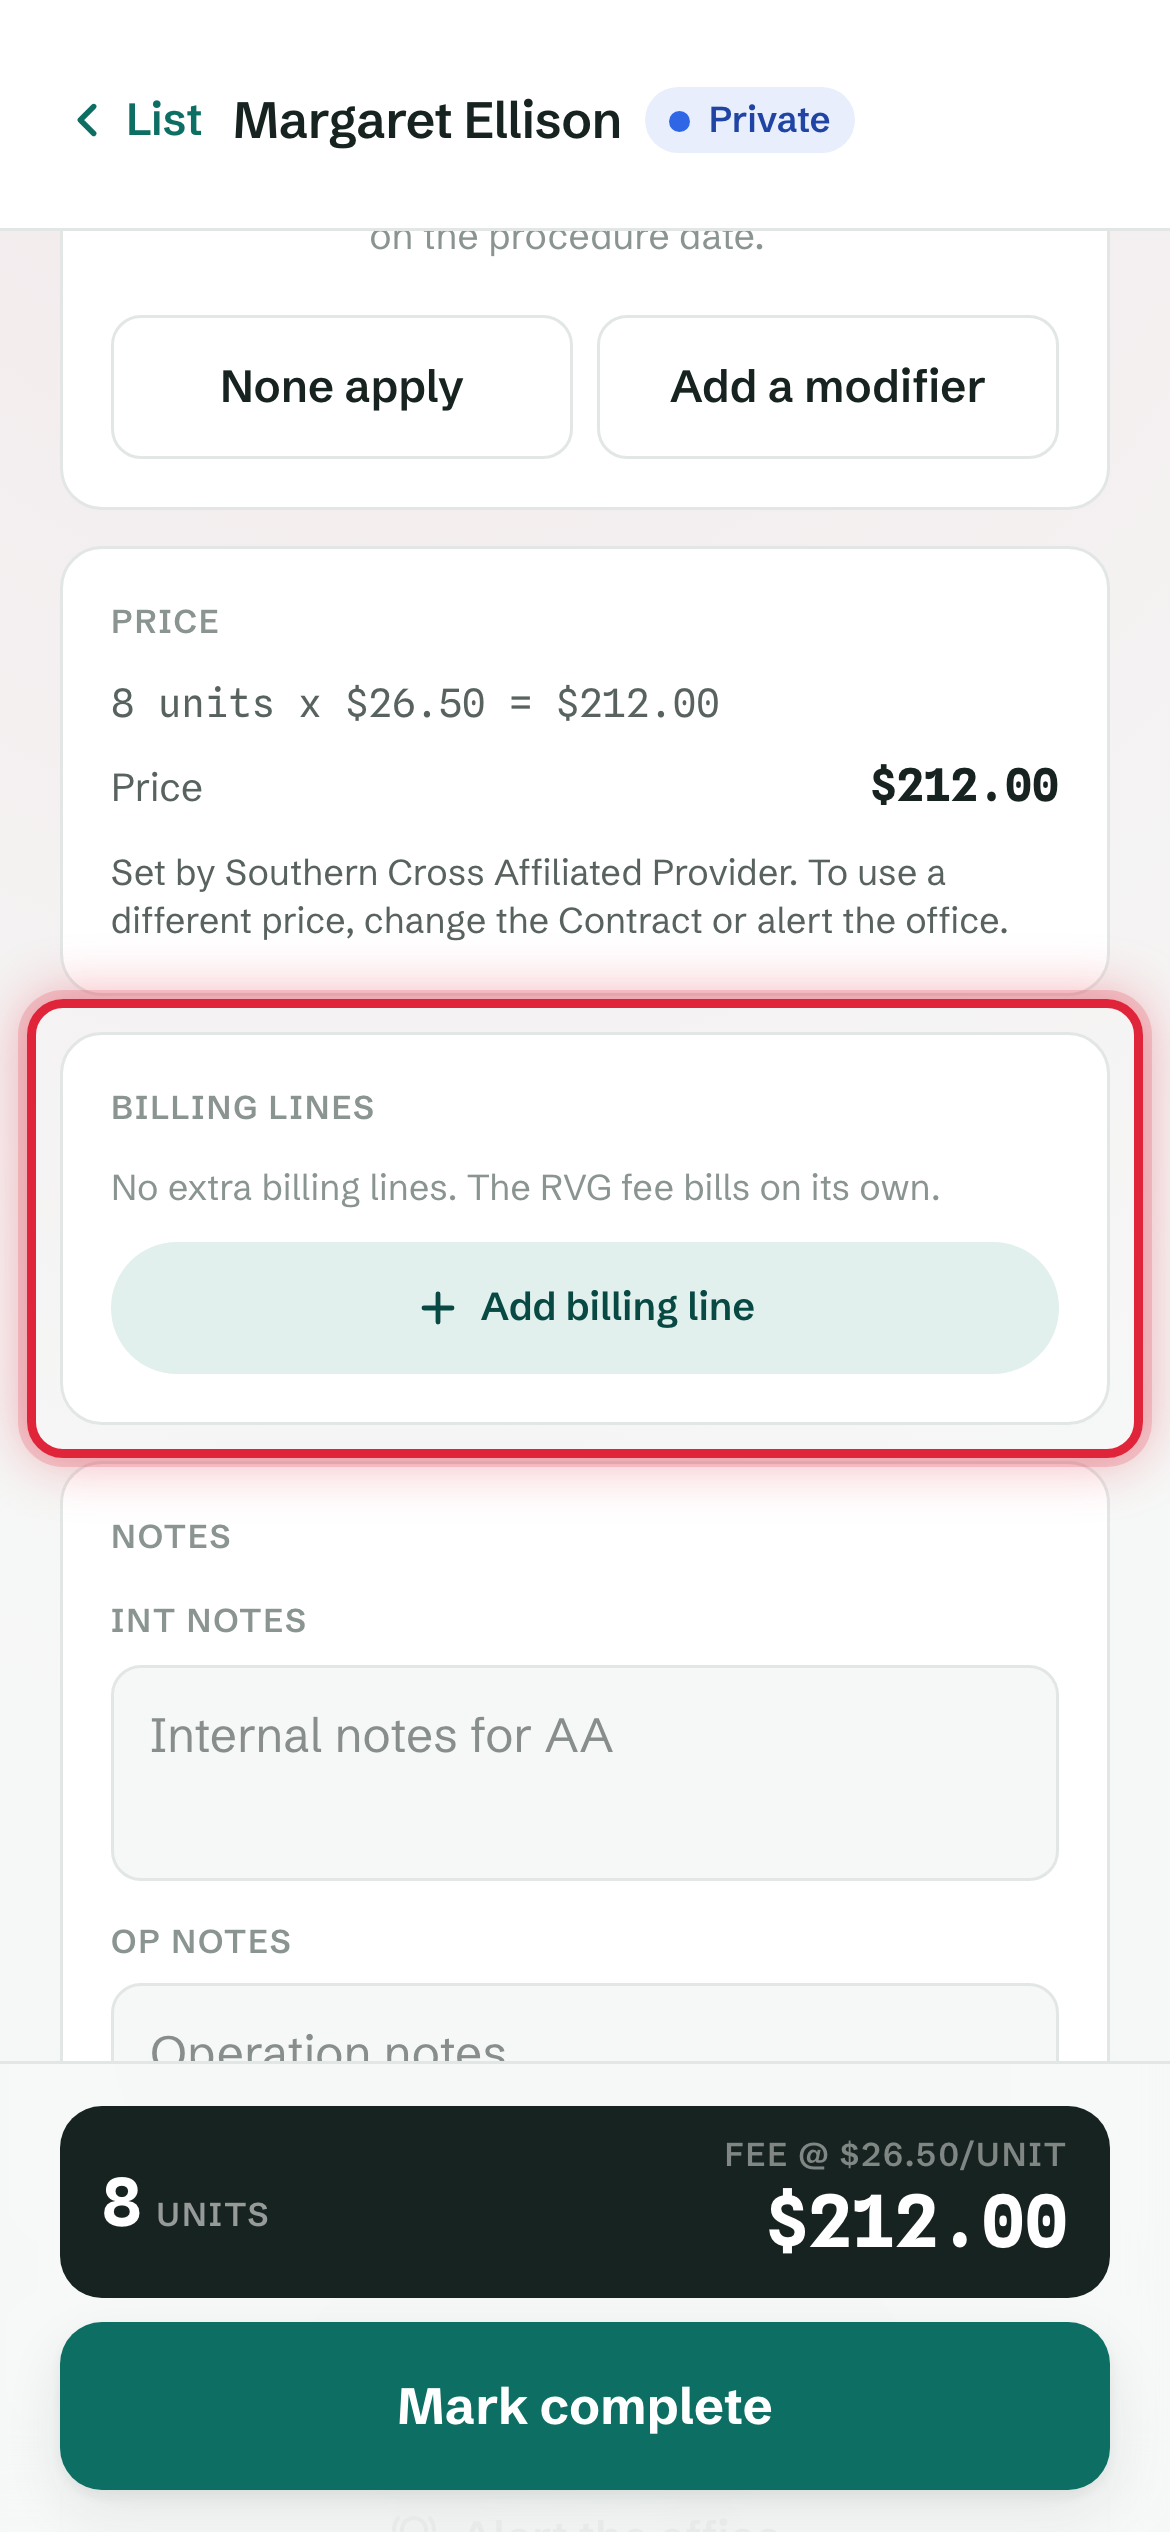 List Margaret Ellison Private
on the procedure date.
None apply Add a modifier
PRICE
8 units x $26.50 = $212.00
Price $212.00
Set by Southern Cross Affiliated Provider. To use a
different price, change the Contract or alert the office.
BILLING LINES
No extra billing lines. The RVG fee bills on its own.
+ Add billing line
NOTES
INT NOTES
Internal notes for AA
OP NOTES
Operation notes
FEE @ $26.50/UNIT
8 UNITS $212.00
Mark complete
Alert the office